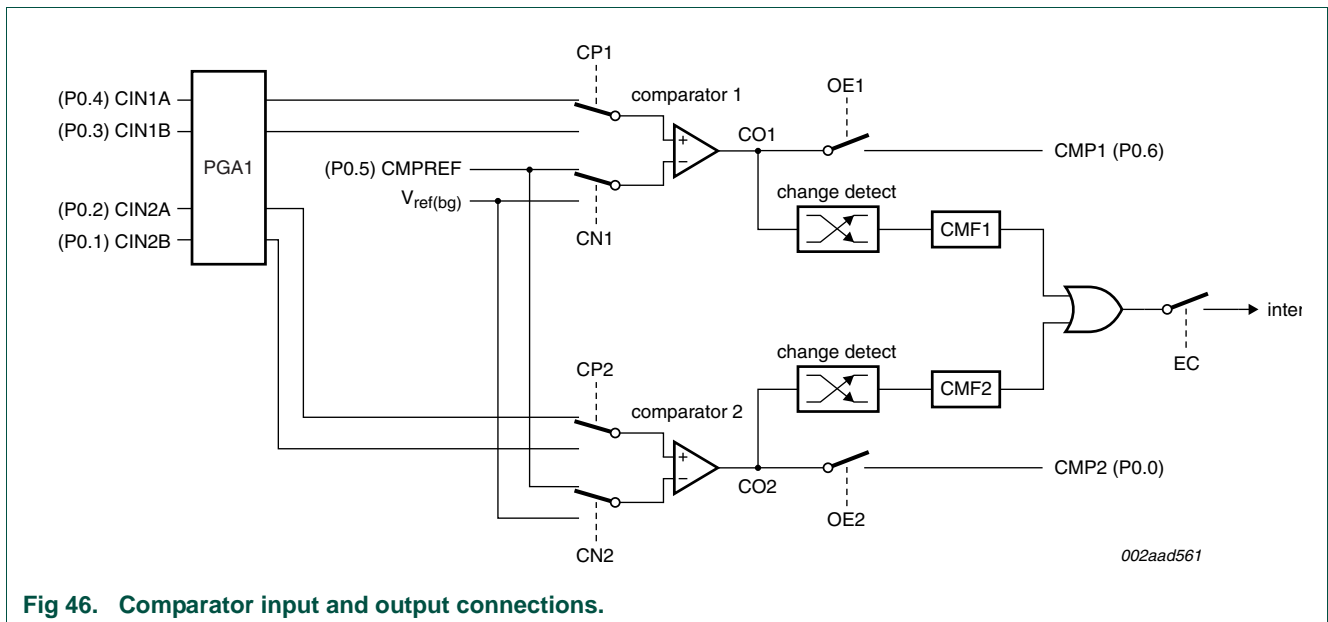 CP1
OE1
(P0.4) CIN1A
comparator 1
(P0.3) CIN1B
+
CO1
CMP1 (P0.6)
PGA1
(P0.5) CMPREF
−
change detect
Vref(bg)
(P0.2) CIN2A
CMF1
(P0.1) CIN2B
CN1
inter
change detect
EC
CP2
CMF2
comparator 2
+
CMP2 (P0.0)
−
CO2
OE2
CN2
002aad561
Fig 46. Comparator input and output connections.